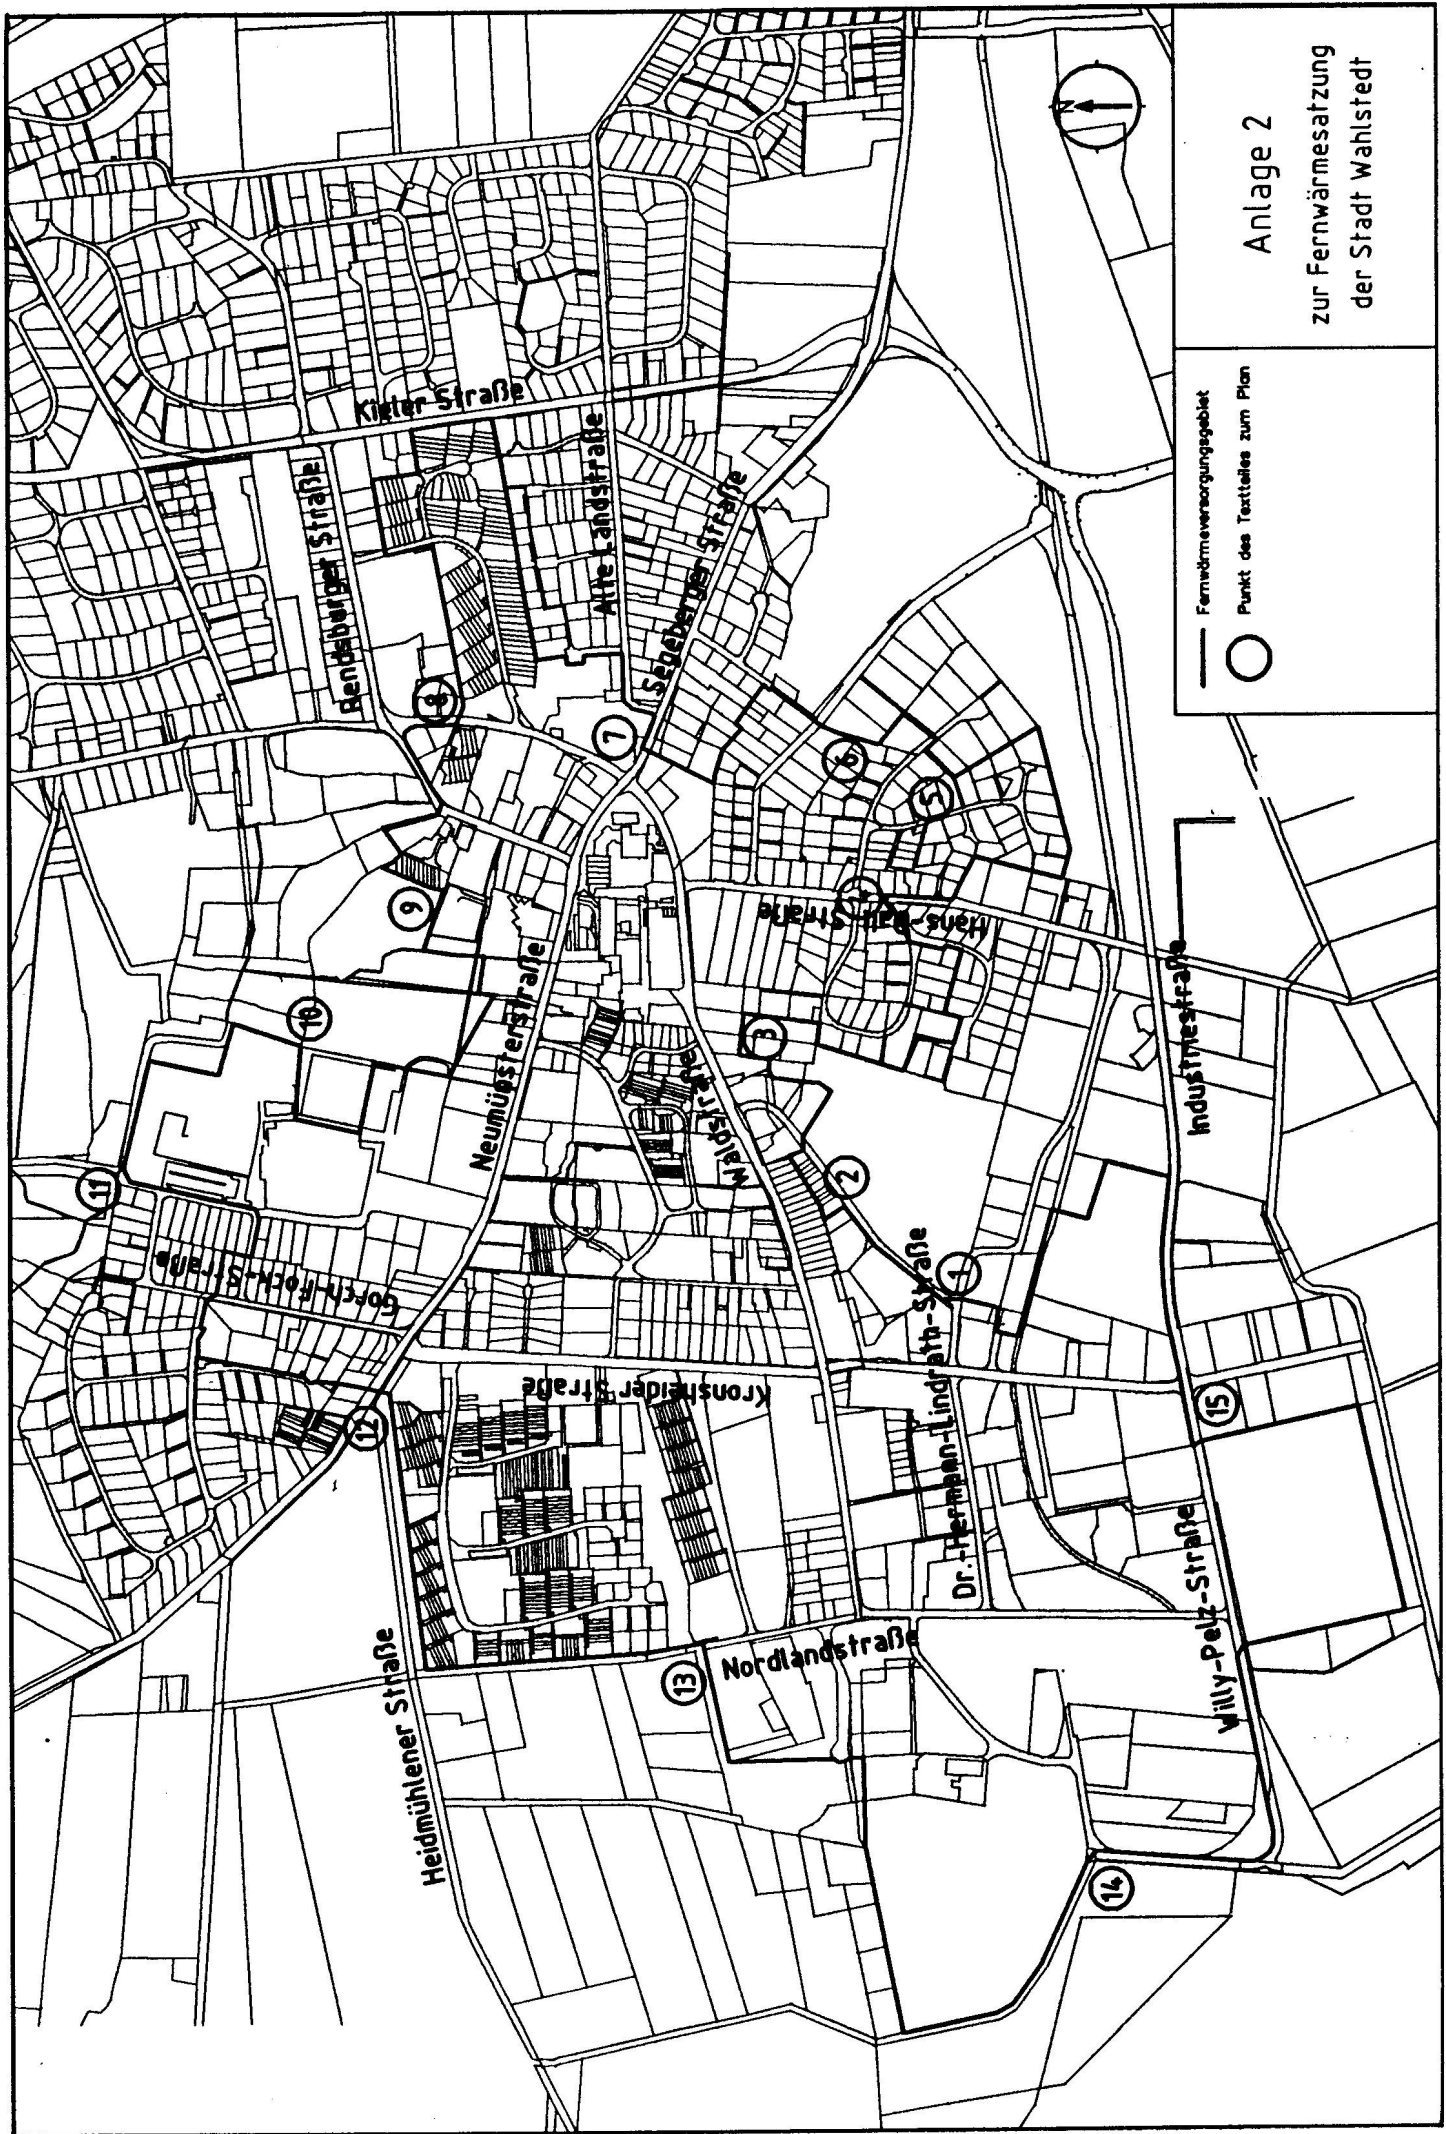 Anlage 2
zur Fernwärmesatzung
der Stadt Wahlstedt
Fernwärmeversorgungsgebiet
Punkt des Textteiles zum Plan
N
Kieler Straße
Rendsburger Straße
Alte Landstraße
Segeberger Straße
8
7
6
5
4
Hans-Dall-Straße
9
10
3
Neumünsterstraße
Waldstraße
Industriestraße
11
2
1
Gorch-Fock-Straße
Kronsheider Straße
Dr.-Hermann-Lindrath-Straße
12
15
Heidmühlener Straße
13
Nordlandstraße
Willy-Pelz-Straße
14